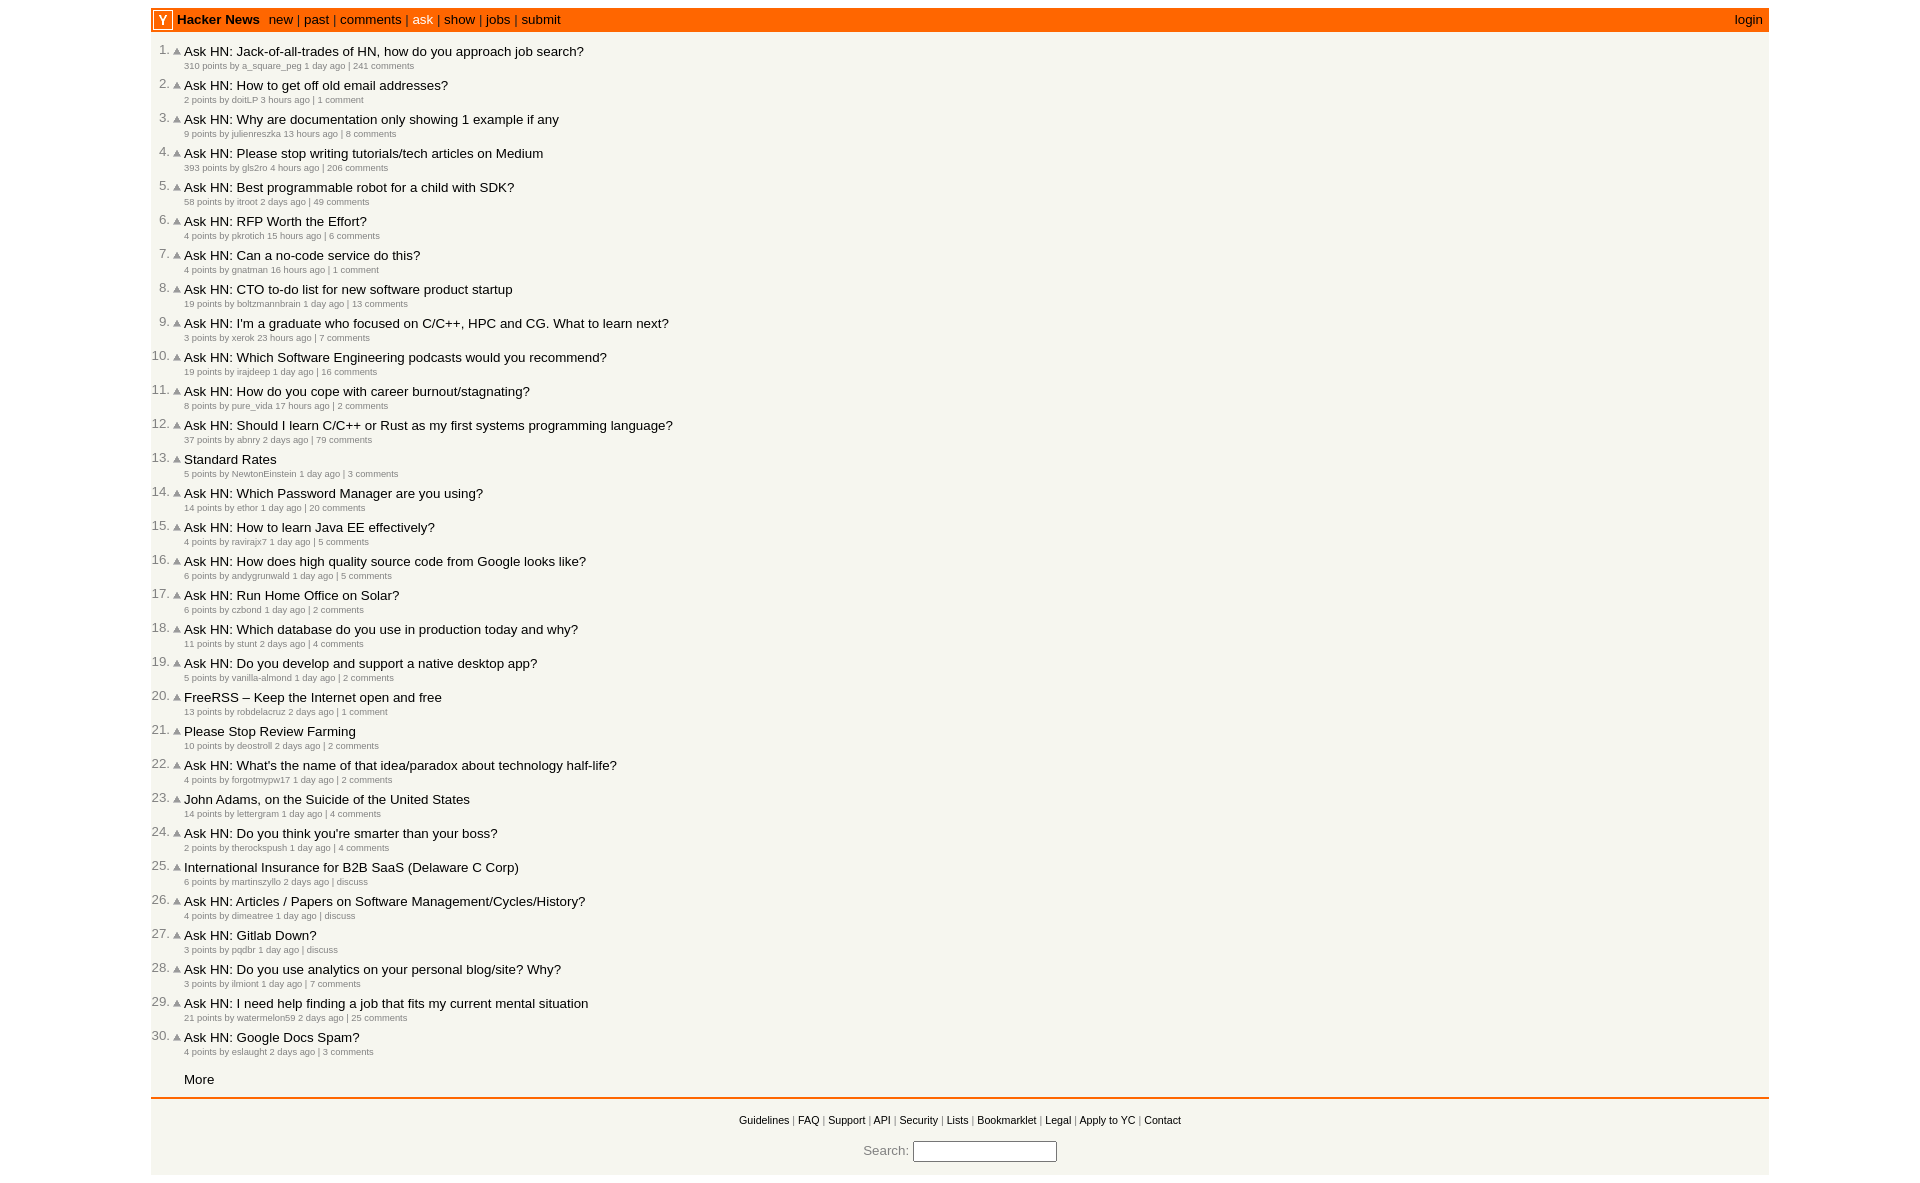 Y Hacker News new | past | comments | ask | show | jobs | submit login
1. Ask HN: Jack-of-all-trades of HN, how do you approach job search?
310 points by a_square_peg 1 day ago | 241 comments
2. Ask HN: How to get off old email addresses?
2 points by doitLP 3 hours ago | 1 comment
3. Ask HN: Why are documentation only showing 1 example if any
9 points by julienreszka 13 hours ago | 8 comments
4. Ask HN: Please stop writing tutorials/tech articles on Medium
393 points by gls2ro 4 hours ago | 206 comments
5. Ask HN: Best programmable robot for a child with SDK?
58 points by itroot 2 days ago | 49 comments
6. Ask HN: RFP Worth the Effort?
4 points by pkrotich 15 hours ago | 6 comments
7. Ask HN: Can a no-code service do this?
4 points by gnatman 16 hours ago | 1 comment
8. Ask HN: CTO to-do list for new software product startup
19 points by boltzmannbrain 1 day ago | 13 comments
9. Ask HN: I'm a graduate who focused on C/C++, HPC and CG. What to learn next?
3 points by xerok 23 hours ago | 7 comments
10. Ask HN: Which Software Engineering podcasts would you recommend?
19 points by irajdeep 1 day ago | 16 comments
11. Ask HN: How do you cope with career burnout/stagnating?
8 points by pure_vida 17 hours ago | 2 comments
12. Ask HN: Should I learn C/C++ or Rust as my first systems programming language?
37 points by abnry 2 days ago | 79 comments
13. Standard Rates
5 points by NewtonEinstein 1 day ago | 3 comments
14. Ask HN: Which Password Manager are you using?
14 points by ethor 1 day ago | 20 comments
15. Ask HN: How to learn Java EE effectively?
4 points by ravirajx7 1 day ago | 5 comments
16. Ask HN: How does high quality source code from Google looks like?
6 points by andygrunwald 1 day ago | 5 comments
17. Ask HN: Run Home Office on Solar?
6 points by czbond 1 day ago | 2 comments
18. Ask HN: Which database do you use in production today and why?
11 points by stunt 2 days ago | 4 comments
19. Ask HN: Do you develop and support a native desktop app?
5 points by vanilla-almond 1 day ago | 2 comments
20. FreeRSS – Keep the Internet open and free
13 points by robdelacruz 2 days ago | 1 comment
21. Please Stop Review Farming
10 points by deostroll 2 days ago | 2 comments
22. Ask HN: What's the name of that idea/paradox about technology half-life?
4 points by forgotmypw17 1 day ago | 2 comments
23. John Adams, on the Suicide of the United States
14 points by lettergram 1 day ago | 4 comments
24. Ask HN: Do you think you're smarter than your boss?
2 points by therockspush 1 day ago | 4 comments
25. International Insurance for B2B SaaS (Delaware C Corp)
6 points by martinszyllo 2 days ago | discuss
26. Ask HN: Articles / Papers on Software Management/Cycles/History?
4 points by dimeatree 1 day ago | discuss
27. Ask HN: Gitlab Down?
3 points by pqdbr 1 day ago | discuss
28. Ask HN: Do you use analytics on your personal blog/site? Why?
3 points by ilmiont 1 day ago | 7 comments
29. Ask HN: I need help finding a job that fits my current mental situation
21 points by watermelon59 2 days ago | 25 comments
30. Ask HN: Google Docs Spam?
4 points by eslaught 2 days ago | 3 comments
More
Guidelines | FAQ | Support | API | Security | Lists | Bookmarklet | Legal | Apply to YC | Contact
Search: